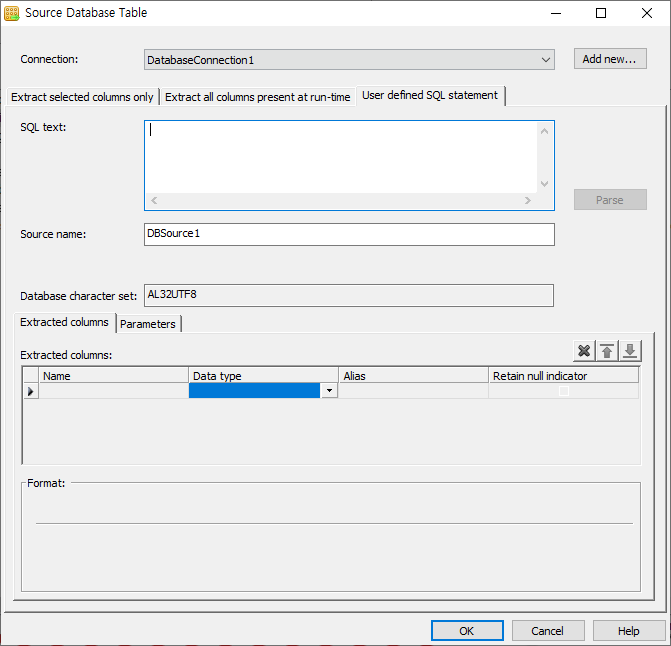 Source Database Table
Connection: DatabaseConnection1 Add new...
Extract selected columns only Extract all columns present at run-time User defined SQL statement
SQL text:
Parse
Source name: DBSource1
Database character set: AL32UTF8
Extracted columns Parameters
Extracted columns:
Name Data type Alias Retain null indicator
Format:
OK Cancel Help